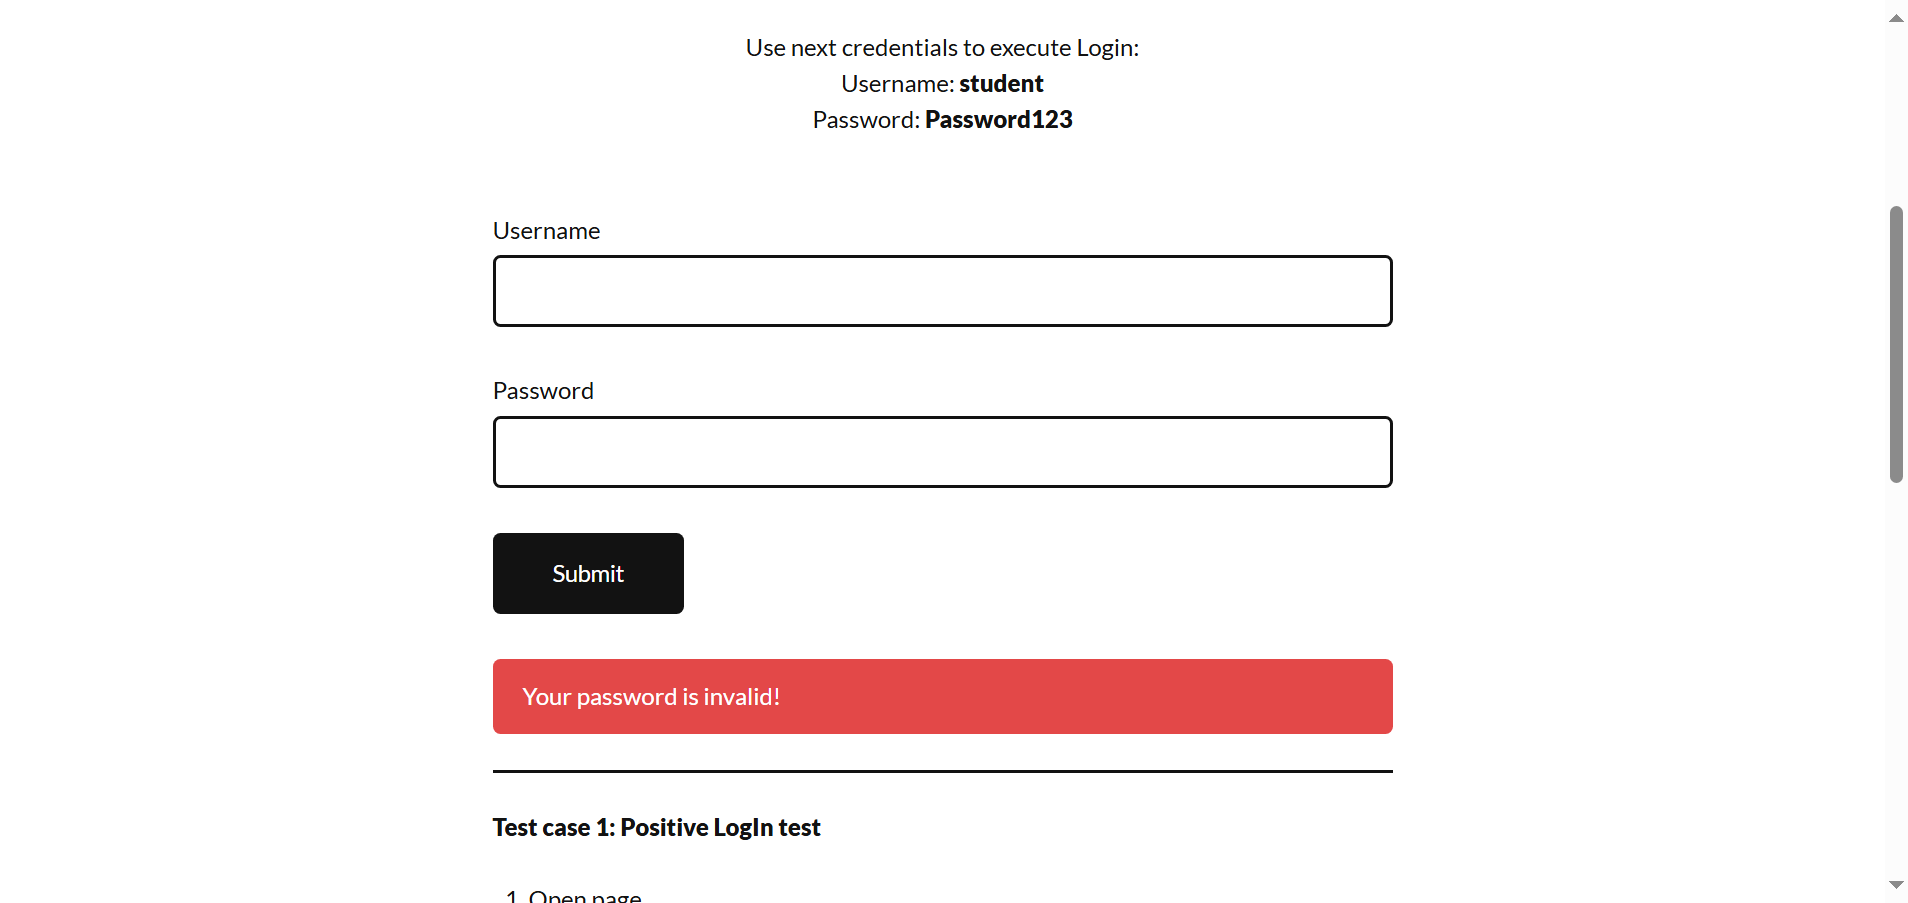 Use next credentials to execute Login:
Username: student
Password: Password123
Username
Password
Submit
Your password is invalid!
Test case 1: Positive LogIn test
1. Open page